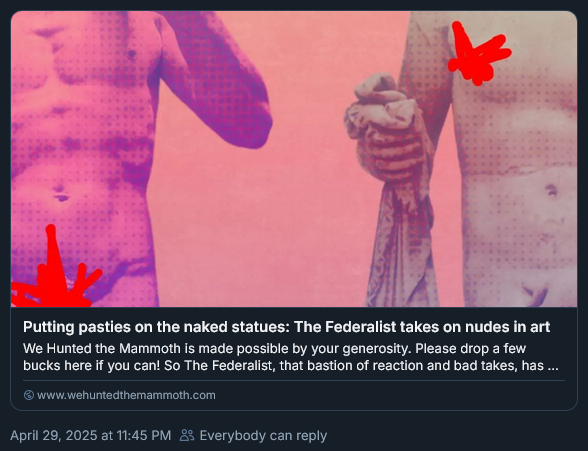 Putting pasties on the naked statues: The Federalist takes on nudes in art
We Hunted the Mammoth is made possible by your generosity. Please drop a few
bucks here if you can! So The Federalist, that bastion of reaction and bad takes, has ...
www.wehuntedthemammoth.com
April 29, 2025 at 11:45 PM Everybody can reply